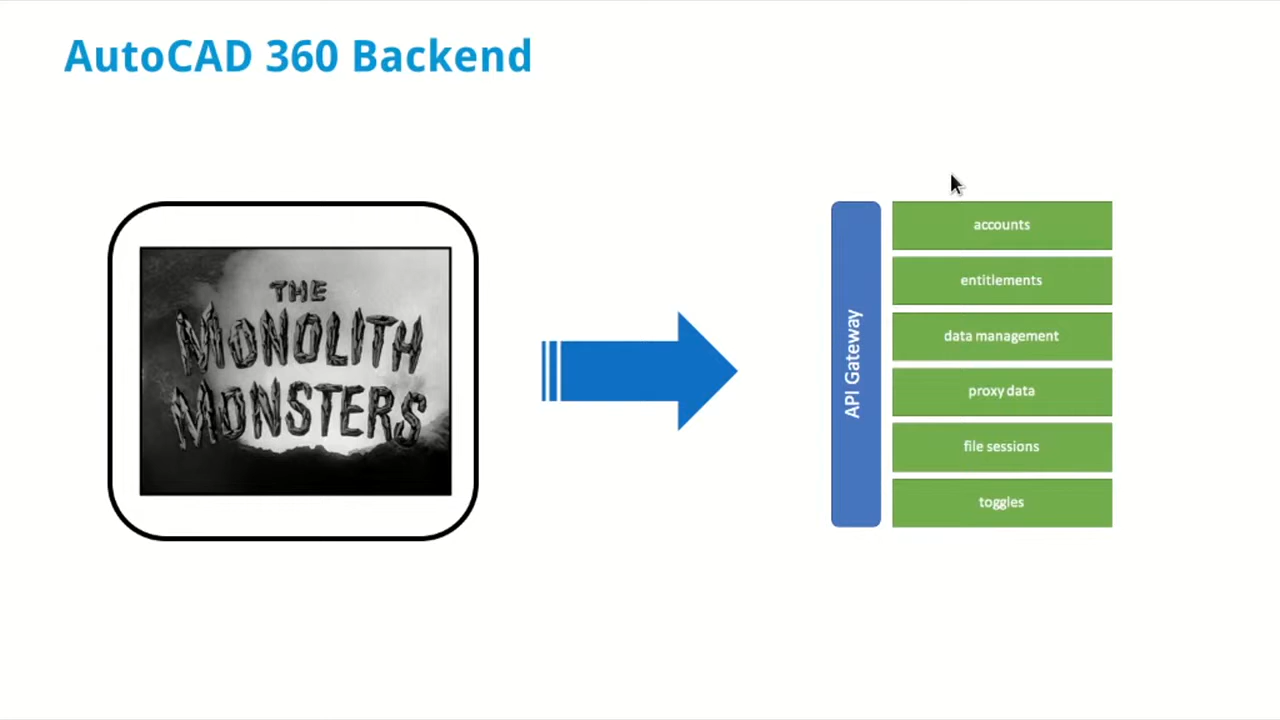 AutoCAD 360 Backend
THE
MONOLITH
MONSTERS
API Gateway
accounts
entitlements
data management
proxy data
file sessions
toggles